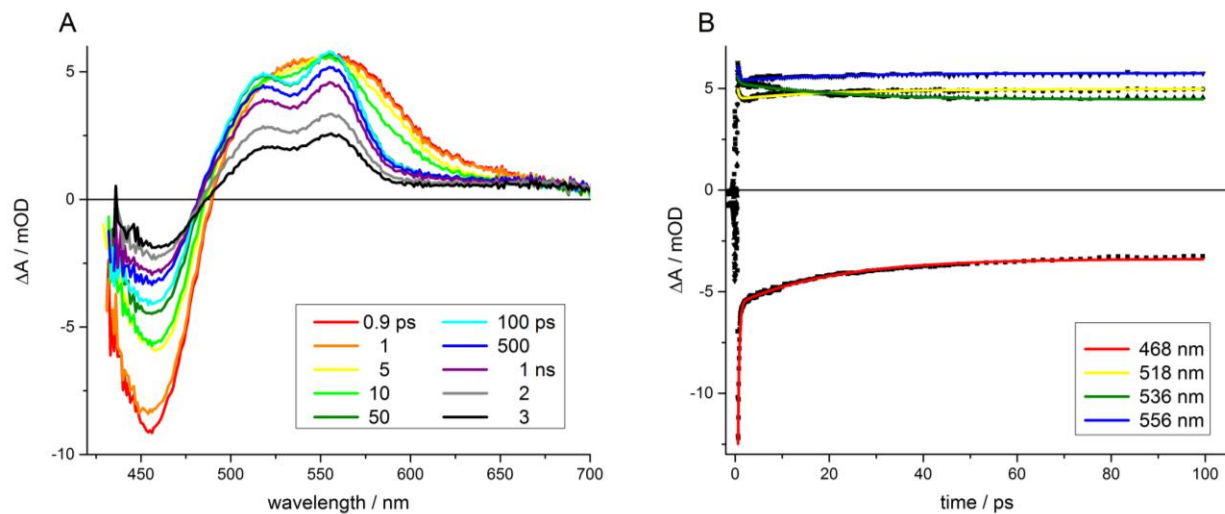 A
5
0
-5
-10
ΔA / mOD
450 500 550 600 650 700
wavelength / nm
0.9 ps 100 ps
1 500
5 1 ns
10 2
50 3
B
5
0
-5
-10
ΔA / mOD
0 20 40 60 80 100
time / ps
468 nm
518 nm
536 nm
556 nm